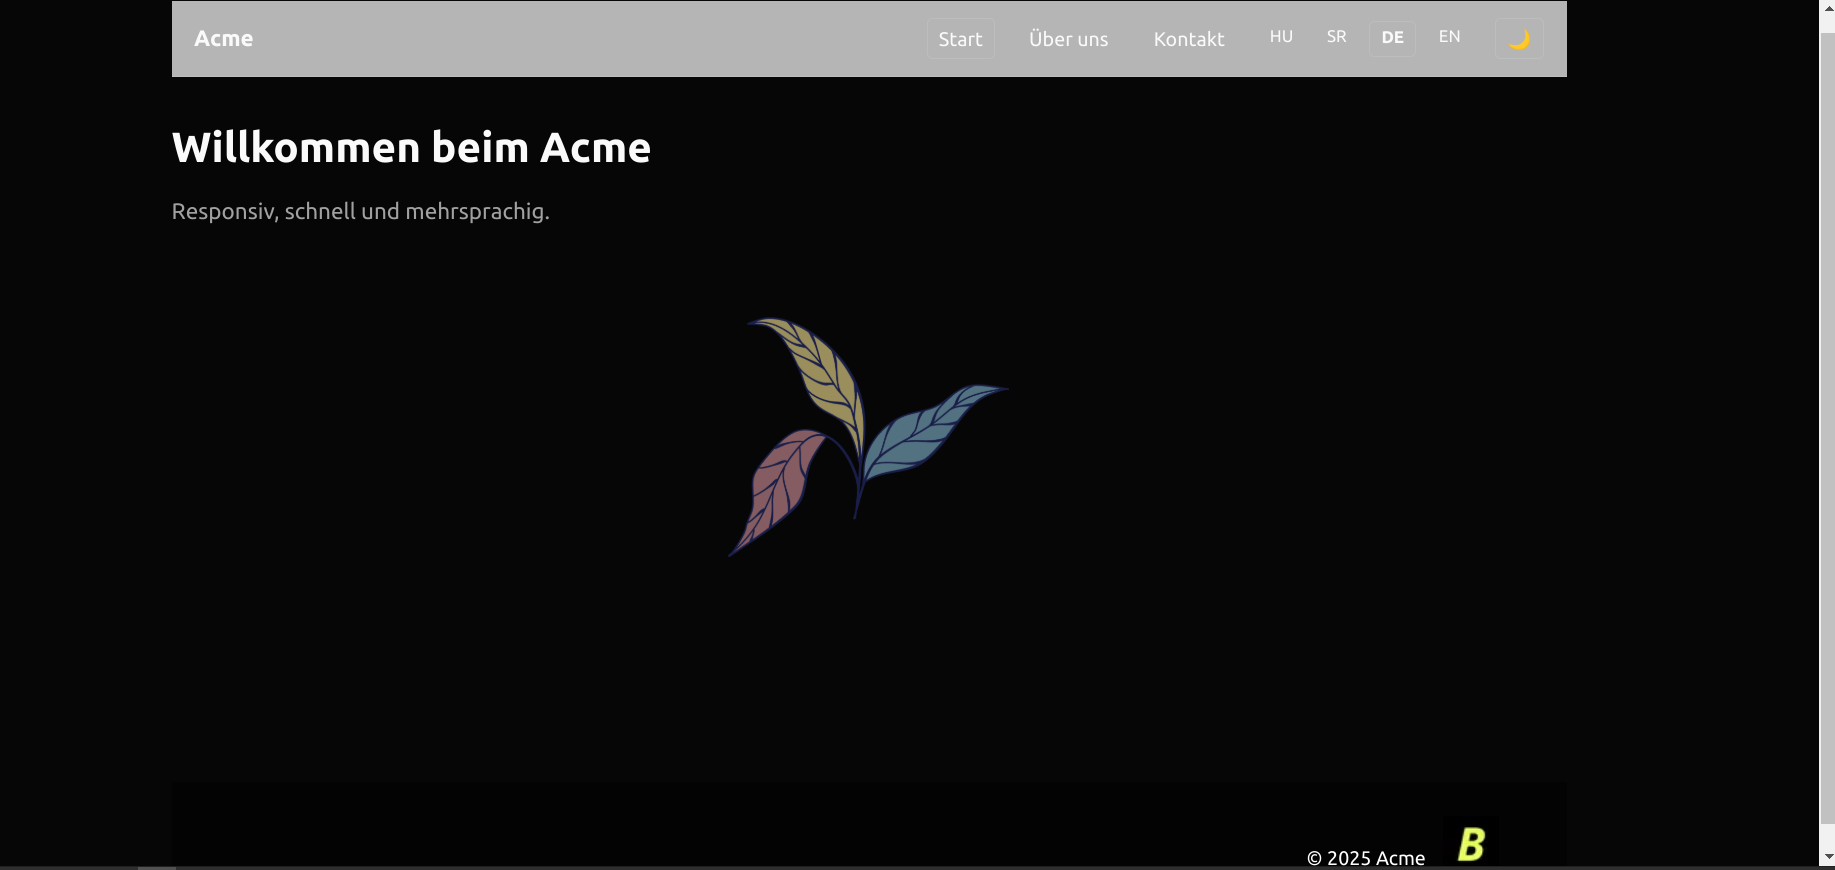 Acme
Start Über uns Kontakt HU SR DE EN
Willkommen beim Acme
Responsiv, schnell und mehrsprachig.
© 2025 Acme B